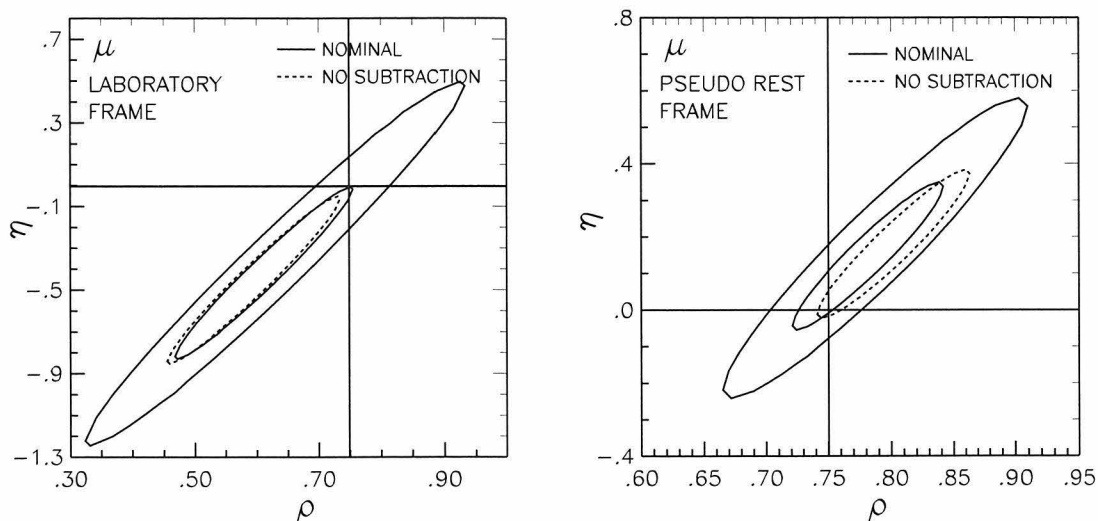 .7
.3
-.1
-.5
-.9
-1.3
η
μ
LABORATORY
FRAME
NOMINAL
NO SUBTRACTION
.30
.50
.70
.90
ρ
.8
.4
.0
-.4
η
μ
PSEUDO REST
FRAME
NOMINAL
NO SUBTRACTION
.60
.65
.70
.75
.80
.85
.90
.95
ρ